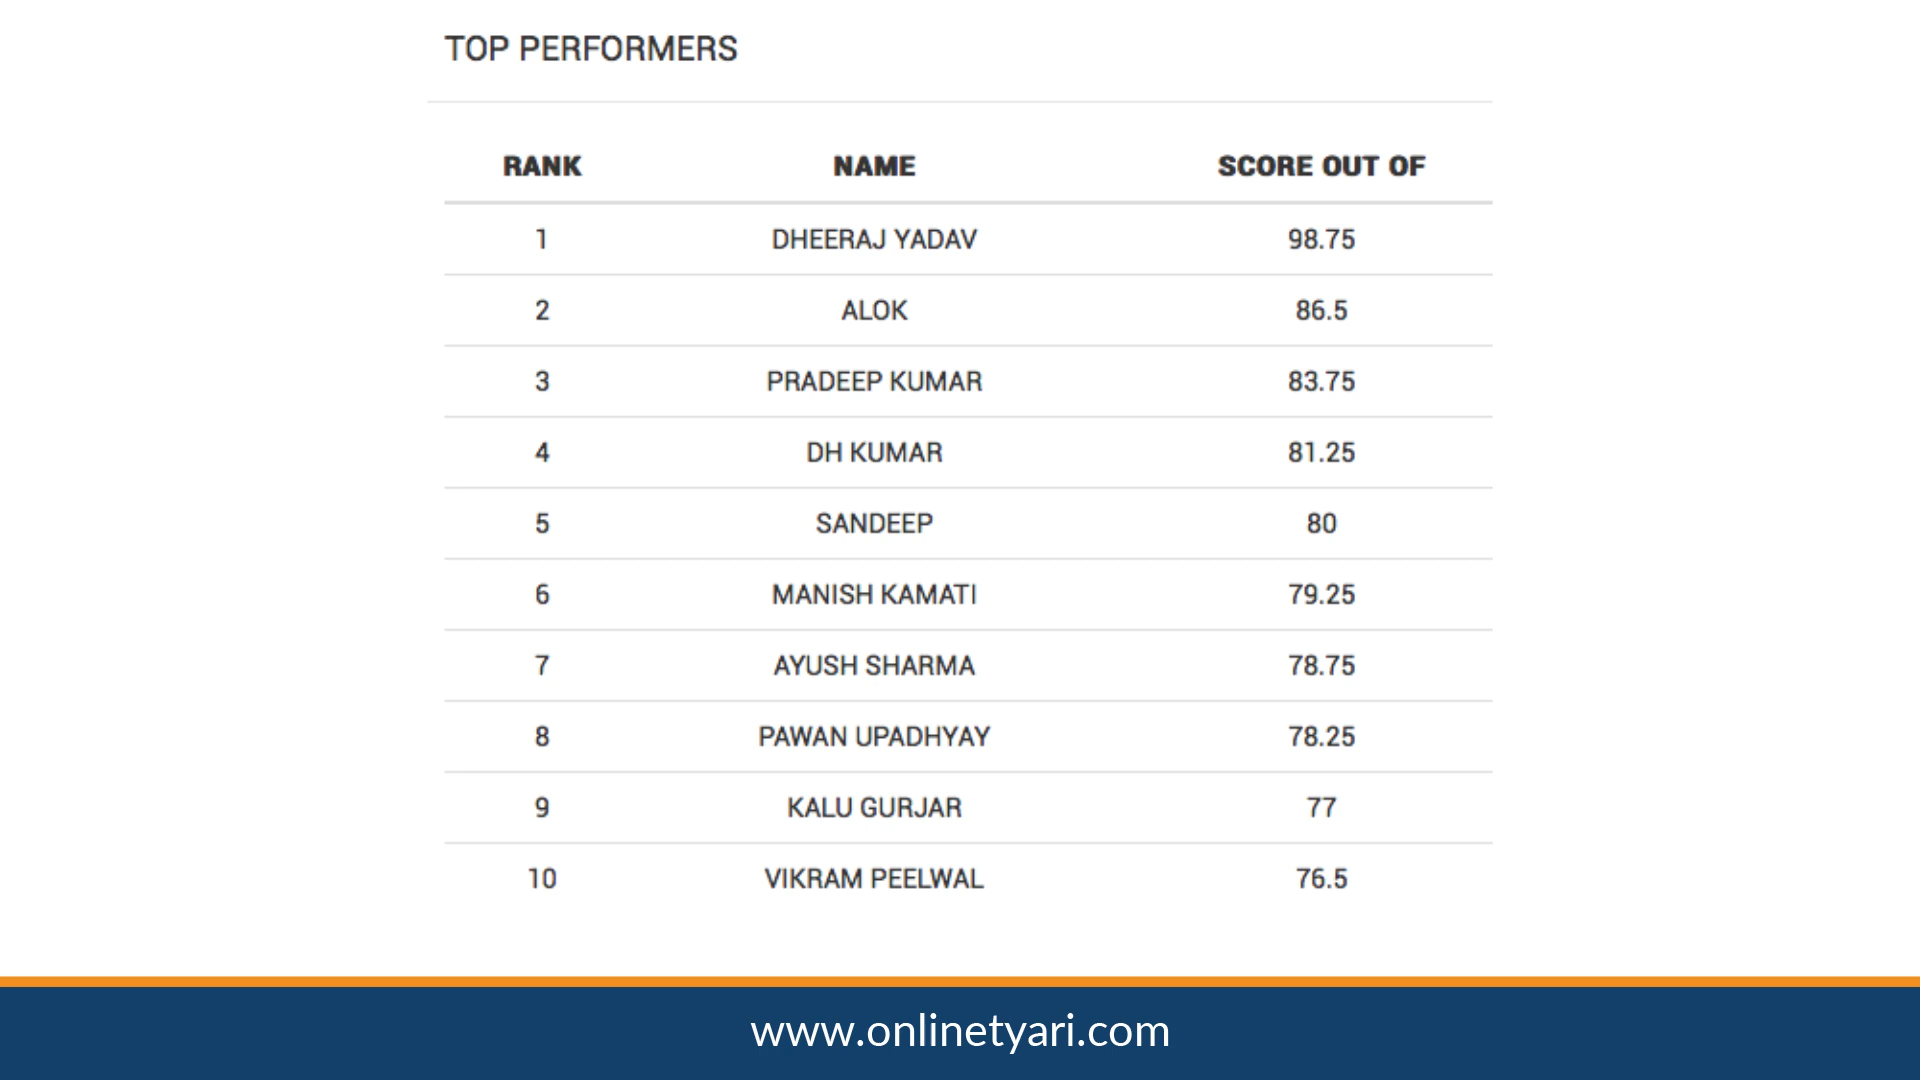 TOP PERFORMERS
RANK NAME SCORE OUT OF
1 DHEERAJ YADAV 98.75
2 ALOK 86.5
3 PRADEEP KUMAR 83.75
4 DH KUMAR 81.25
5 SANDEEP 80
6 MANISH KAMATI 79.25
7 AYUSH SHARMA 78.75
8 PAWAN UPADHYAY 78.25
9 KALU GURJAR 77
10 VIKRAM PEELWAL 76.5
www.onlinetyari.com